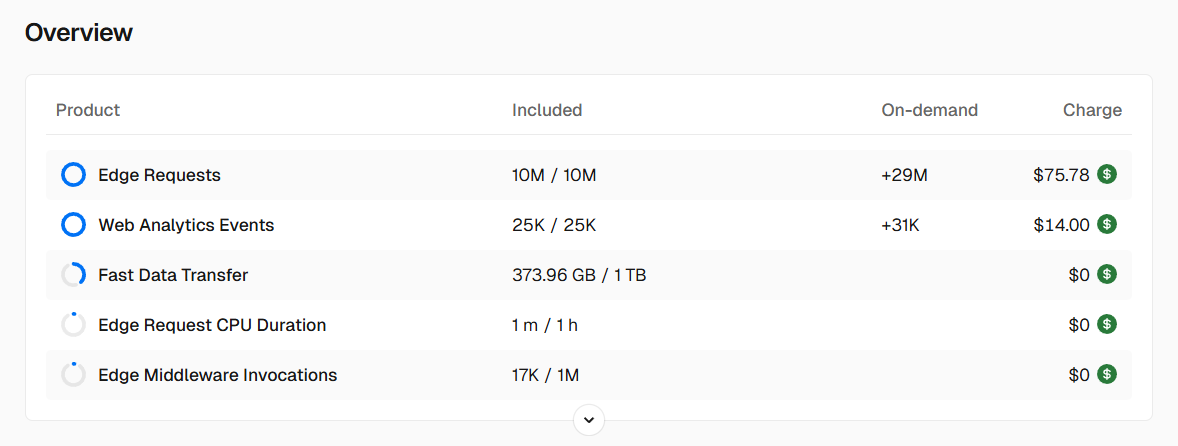 Overview
Product Included On-demand Charge
Edge Requests 10M / 10M +29M $75.78 $
Web Analytics Events 25K / 25K +31K $14.00 $
Fast Data Transfer 373.96 GB / 1 TB $0 $
Edge Request CPU Duration 1 m / 1 h $0 $
Edge Middleware Invocations 17K / 1M $0 $